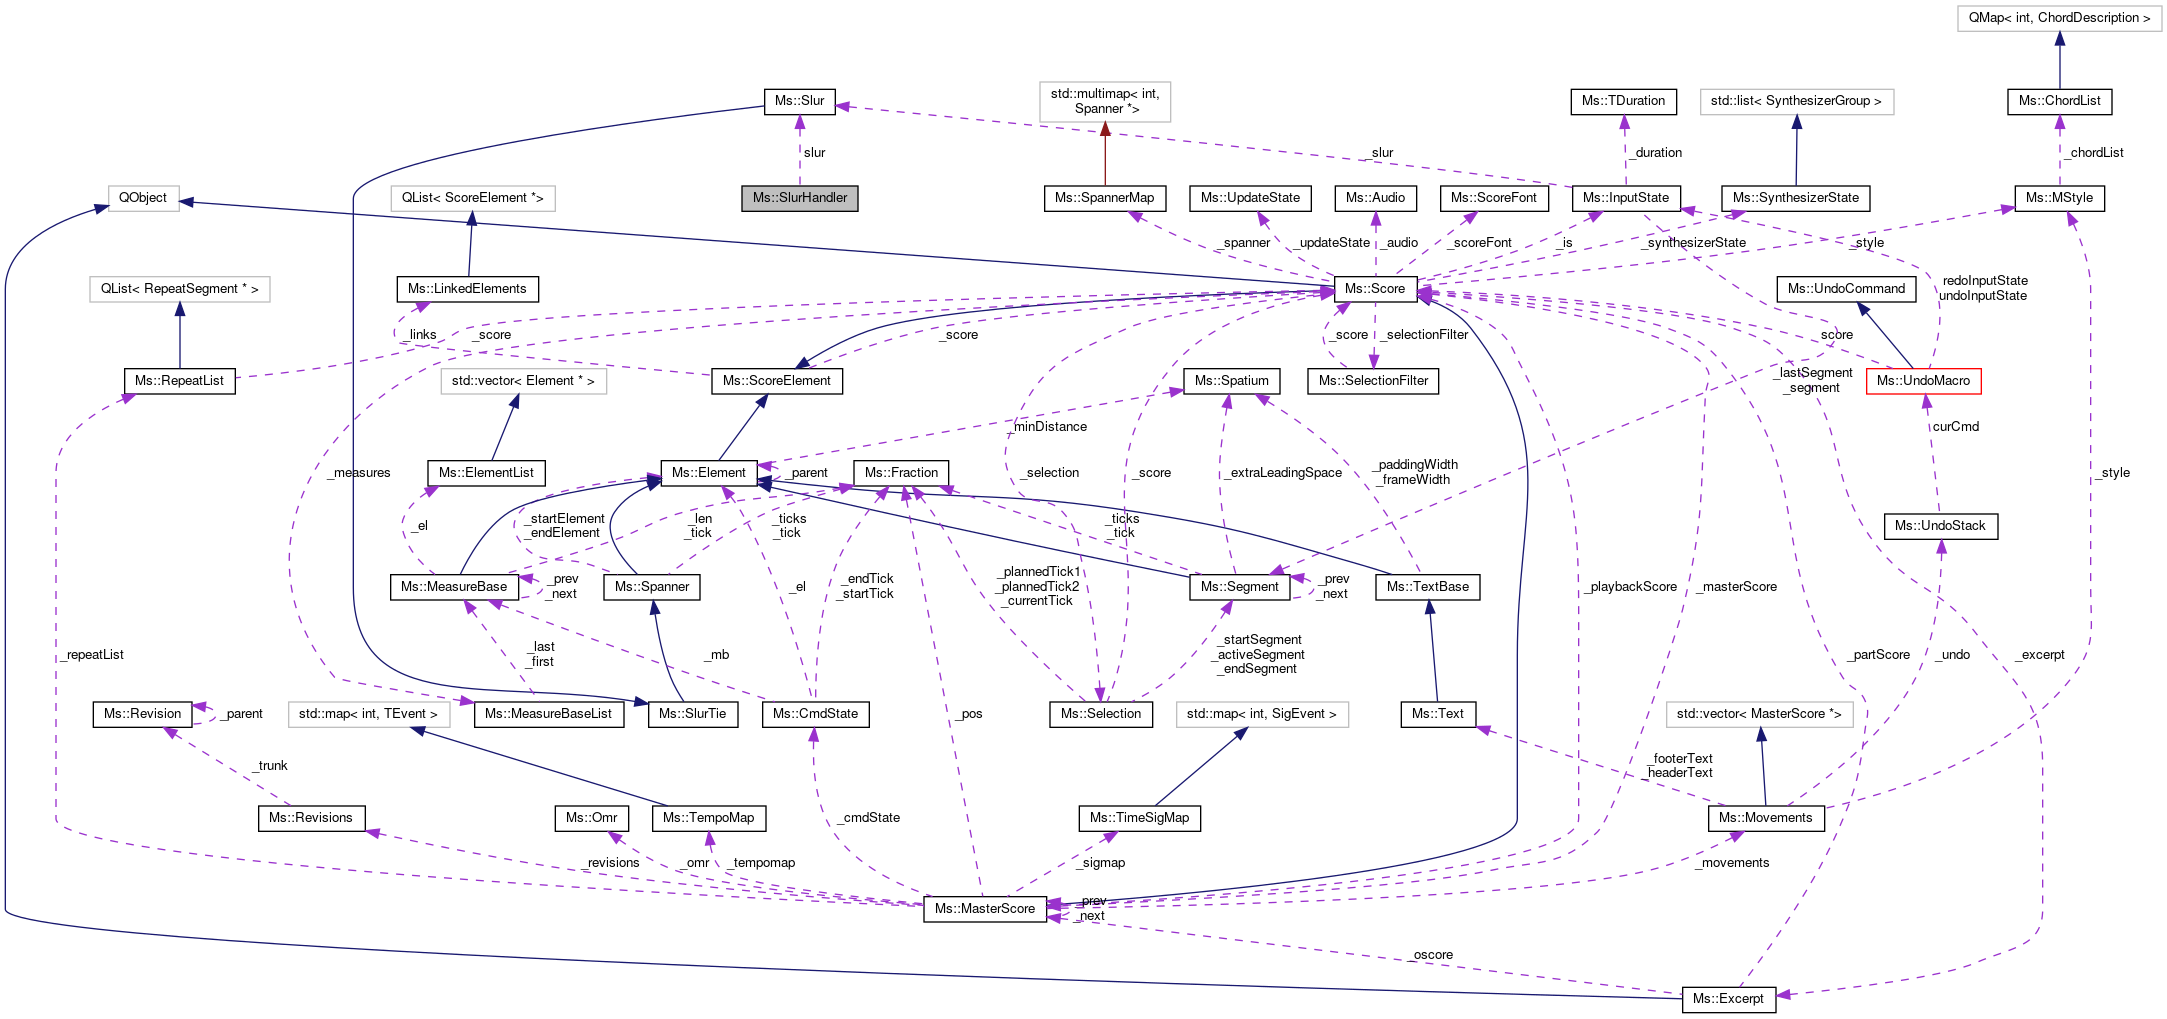 QMap< int, ChordDescription >
Ms::Slur
std::multimap< int,
Spanner *>
Ms::TDuration
std::list< SynthesizerGroup >
Ms::ChordList
slur
_slur
_duration
_chordList
QObject
QList< ScoreElement *>
Ms::SlurHandler
Ms::SpannerMap
Ms::UpdateState
Ms::Audio
Ms::ScoreFont
Ms::InputState
Ms::SynthesizerState
Ms::MStyle
_spanner
_updateState
_audio
_scoreFont
_is
_synthesizerState
_style
QList< RepeatSegment * >
Ms::LinkedElements
Ms::Score
Ms::UndoCommand
redoInputState
undoInputState
_links
_score
_score
_score
_selectionFilter
score
Ms::RepeatList
std::vector< Element * >
Ms::ScoreElement
Ms::Spatium
Ms::SelectionFilter
_lastSegment
_segment
Ms::UndoMacro
_minDistance
curCmd
Ms::ElementList
_measures
Ms::Element
_parent
Ms::Fraction
_selection
_score
_extraLeadingSpace
_paddingWidth
_frameWidth
_style
_el
_startElement
_endElement
_len
_tick
_ticks
_tick
_ticks
_tick
Ms::UndoStack
Ms::MeasureBase
_prev
_next
Ms::Spanner
_el
_endTick
_startTick
_plannedTick1
_plannedTick2
_currentTick
Ms::Segment
_prev
_next
Ms::TextBase
_playbackScore
_masterScore
_repeatList
_last
_first
_mb
_startSegment
_activeSegment
_endSegment
_partScore
_undo
_excerpt
Ms::Revision
_parent
std::map< int, TEvent >
Ms::MeasureBaseList
Ms::SlurTie
Ms::CmdState
_pos
Ms::Selection
std::map< int, SigEvent >
Ms::Text
std::vector< MasterScore *>
_trunk
_footerText
_headerText
Ms::Revisions
Ms::Omr
Ms::TempoMap
_cmdState
Ms::TimeSigMap
Ms::Movements
_revisions
_omr
_tempomap
_sigmap
_movements
Ms::MasterScore
_prev
_next
_oscore
Ms::Excerpt